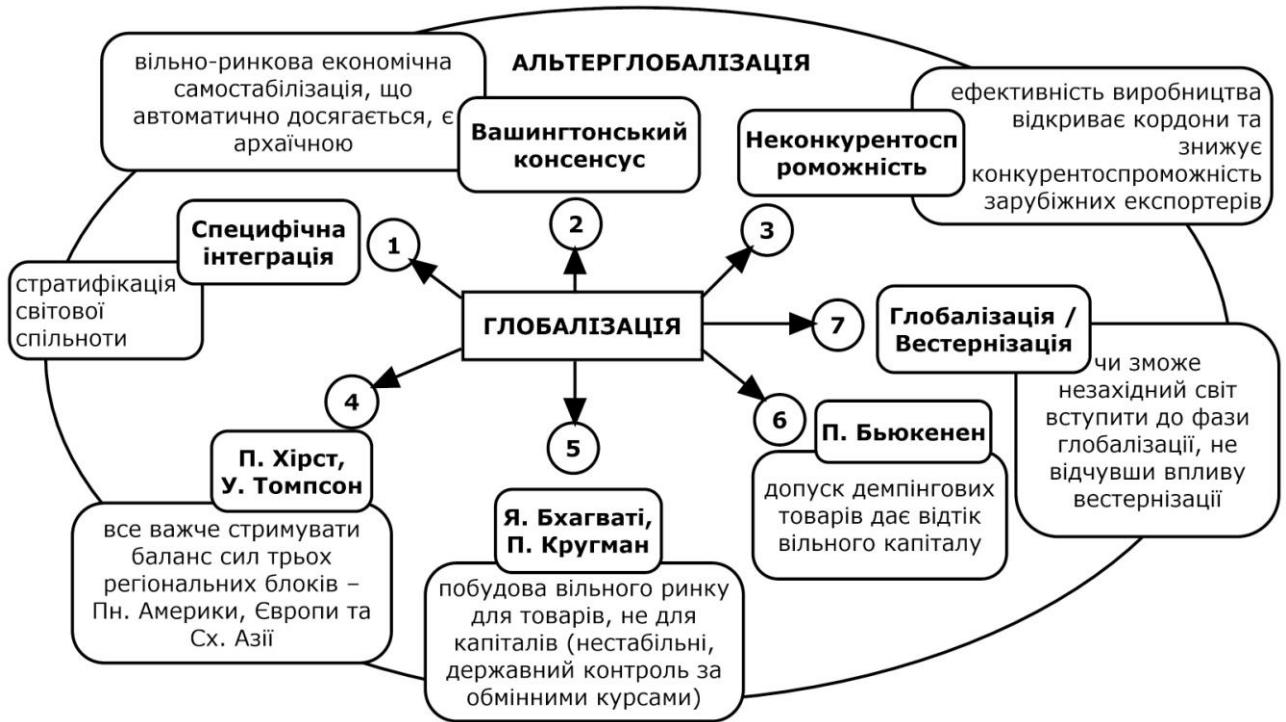 АЛЬТЕРГЛОБАЛІЗАЦІЯ
вільно-ринкова економічна
самостабілізація, що
автоматично досягається, є
архаїчною
Вашингтонський
консенсус
2
Неконкурентосп
роможність
3
ефективність виробництва
відкриває кордони та
знижує
конкурентоспроможність
зарубіжних експортерів
Специфічна
інтеграція
1
стратифікація
світової
спільноти
ГЛОБАЛІЗАЦІЯ
7
Глобалізація /
Вестернізація
чи зможе
незахідний світ
вступити до фази
глобалізації, не
відчувши впливу
вестернізації
4
П. Хірст,
У. Томпсон
все важче стримувати
баланс сил трьох
регіональних блоків –
Пн. Америки, Європи та
Сх. Азії
5
Я. Бхагваті,
П. Кругман
побудова вільного ринку
для товарів, не для
капіталів (нестабільні,
державний контроль за
обмінними курсами)
6
П. Бьюкенен
допуск демпінгових
товарів дає відтік
вільного капіталу